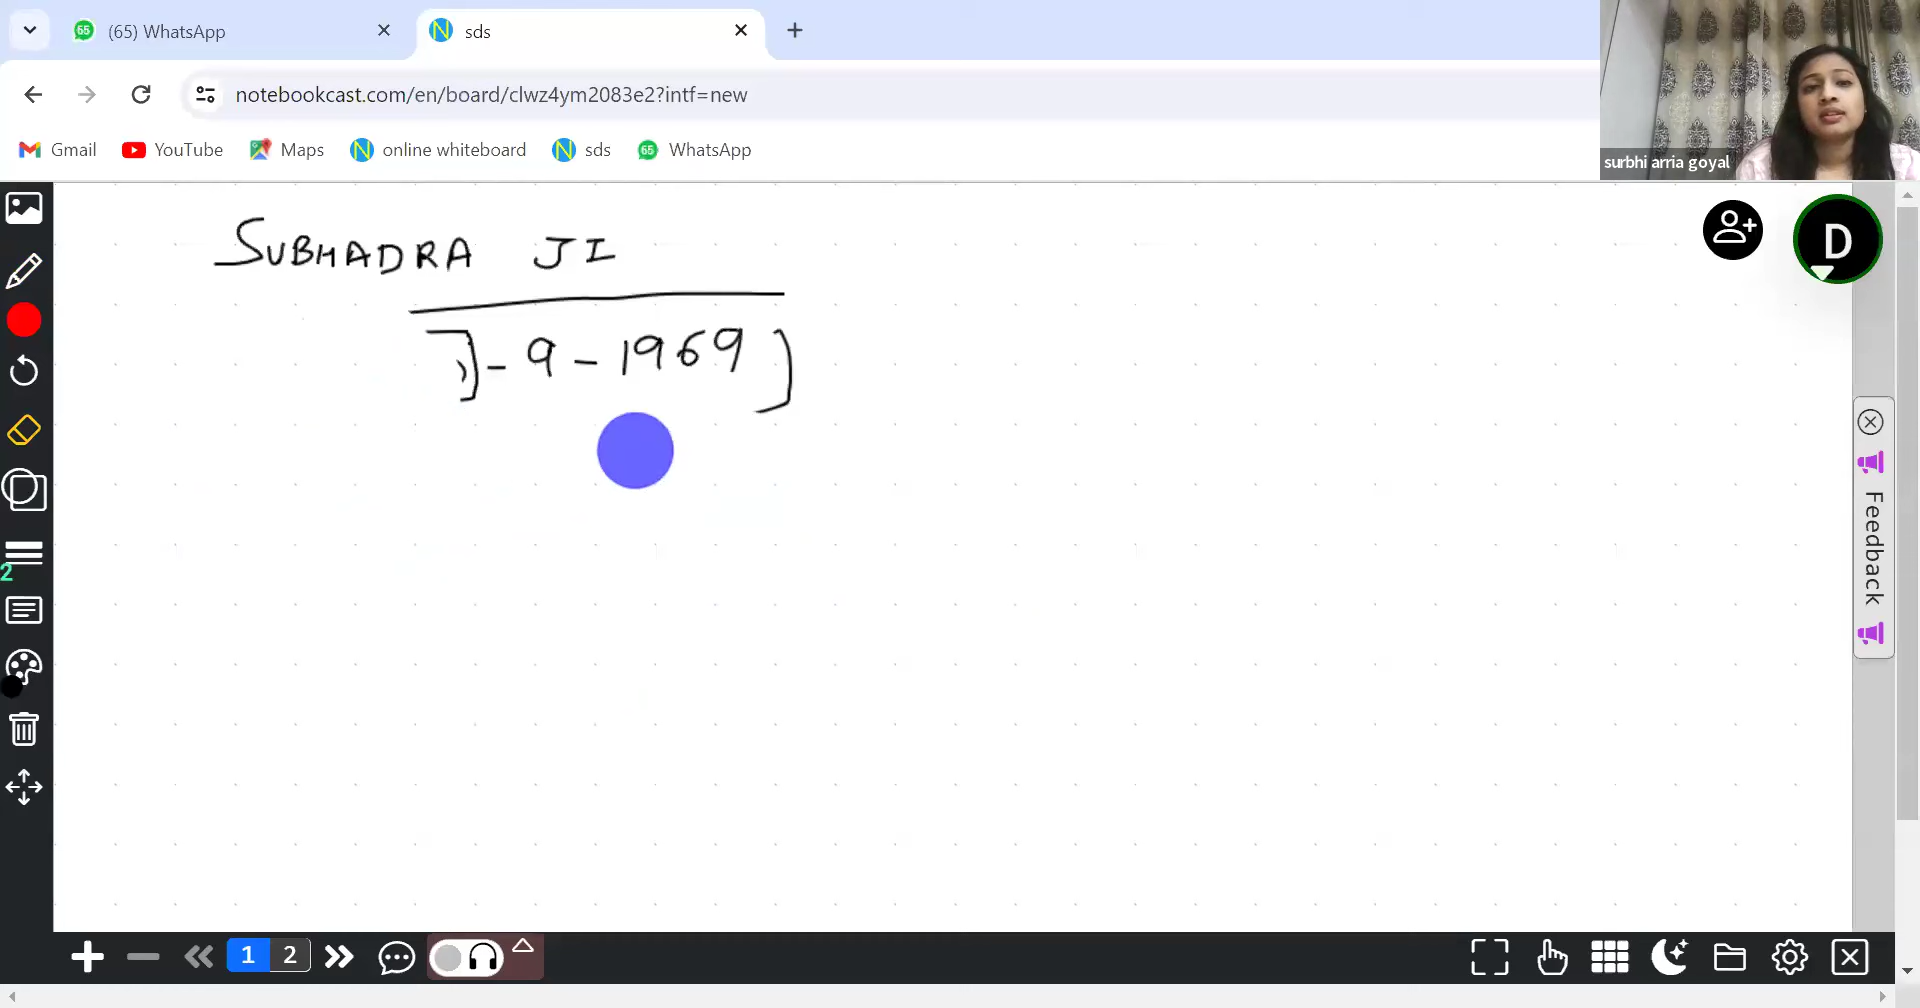 (65) WhatsApp
sds
notebookcast.com/en/board/clwz4ym2083e2?intf=new
Gmail
YouTube
Maps
online whiteboard
sds
65
WhatsApp
surbhi arria goyal
SUBHADRA JI
D
- 9 - 1969
Feedback
2
1
2